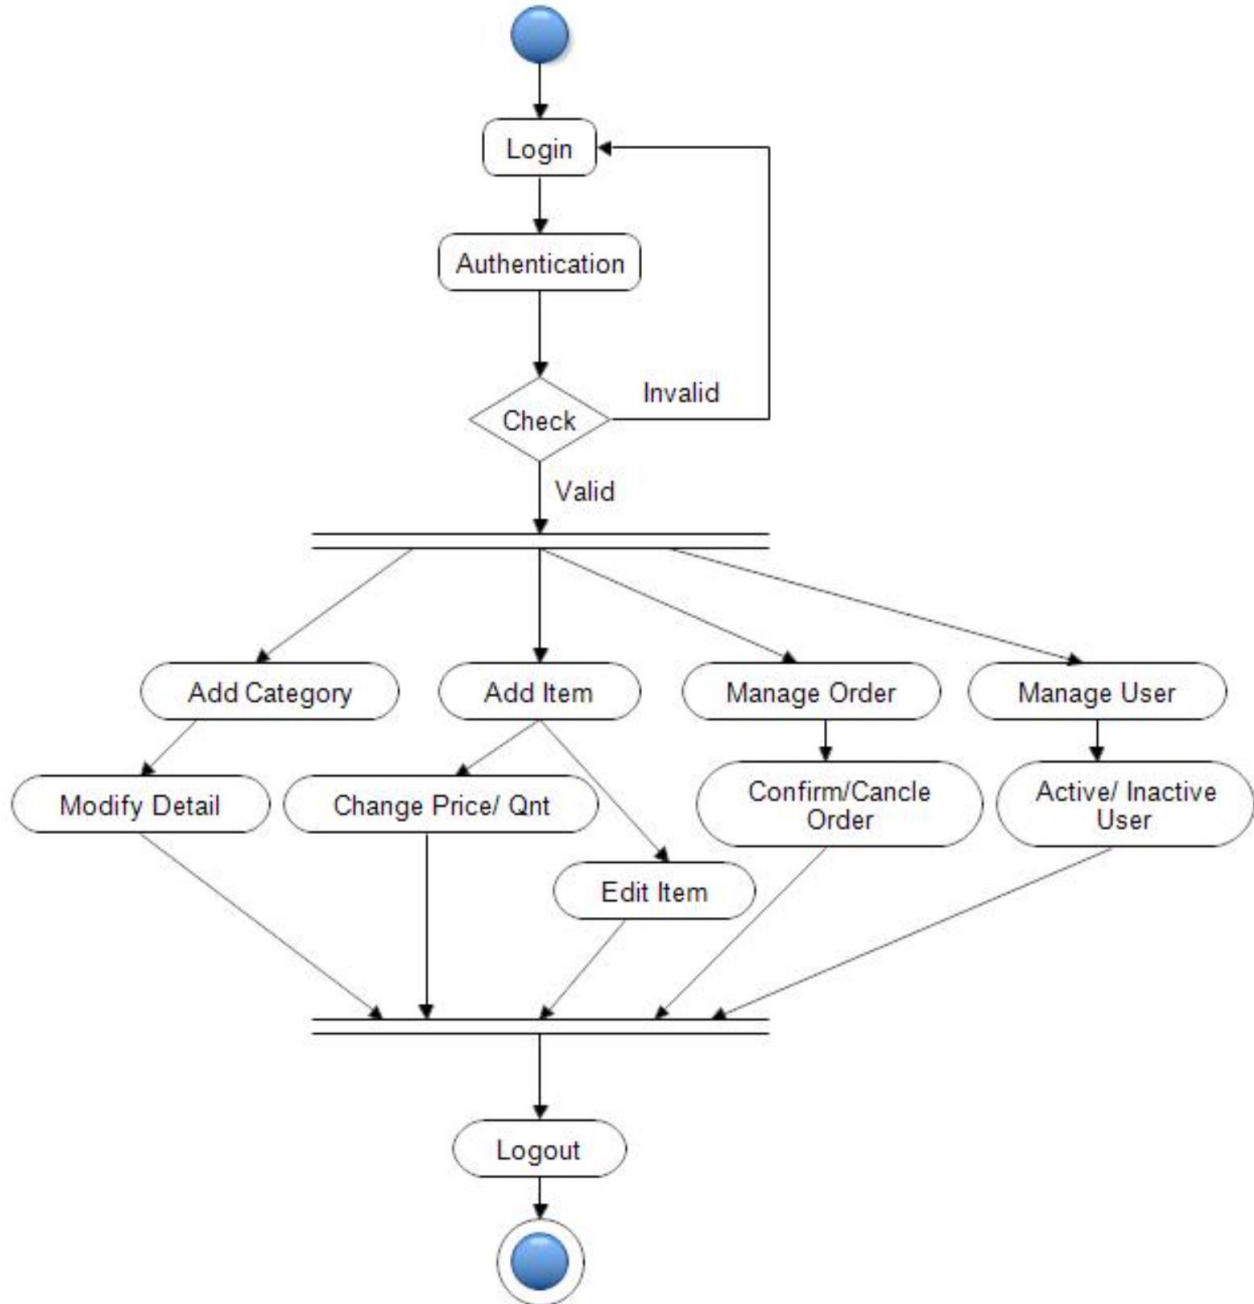 Login
Authentication
Invalid
Check
Valid
Add Category
Add Item
Manage Order
Manage User
Modify Detail
Change Price/ Qnt
Confirm/Cancle
Order
Active/ Inactive
User
Edit Item
Logout